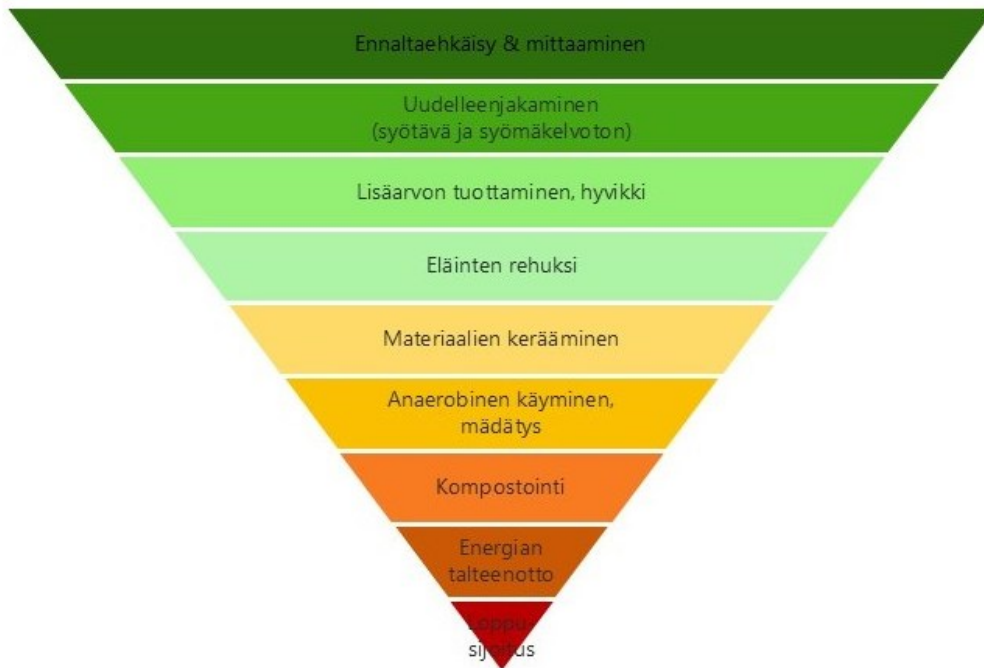 Ennaltaehkäisy & mittaaminen
Uudelleenjakaminen
(syötävä ja syömäkelvoton)
Lisäarvon tuottaminen, hyvikki
Eläinten rehuksi
Materiaalien kerääminen
Anaerobinen käyminen,
mädätys
Kompostointi
Energian
talteenotto
Loppu-
sijoitus